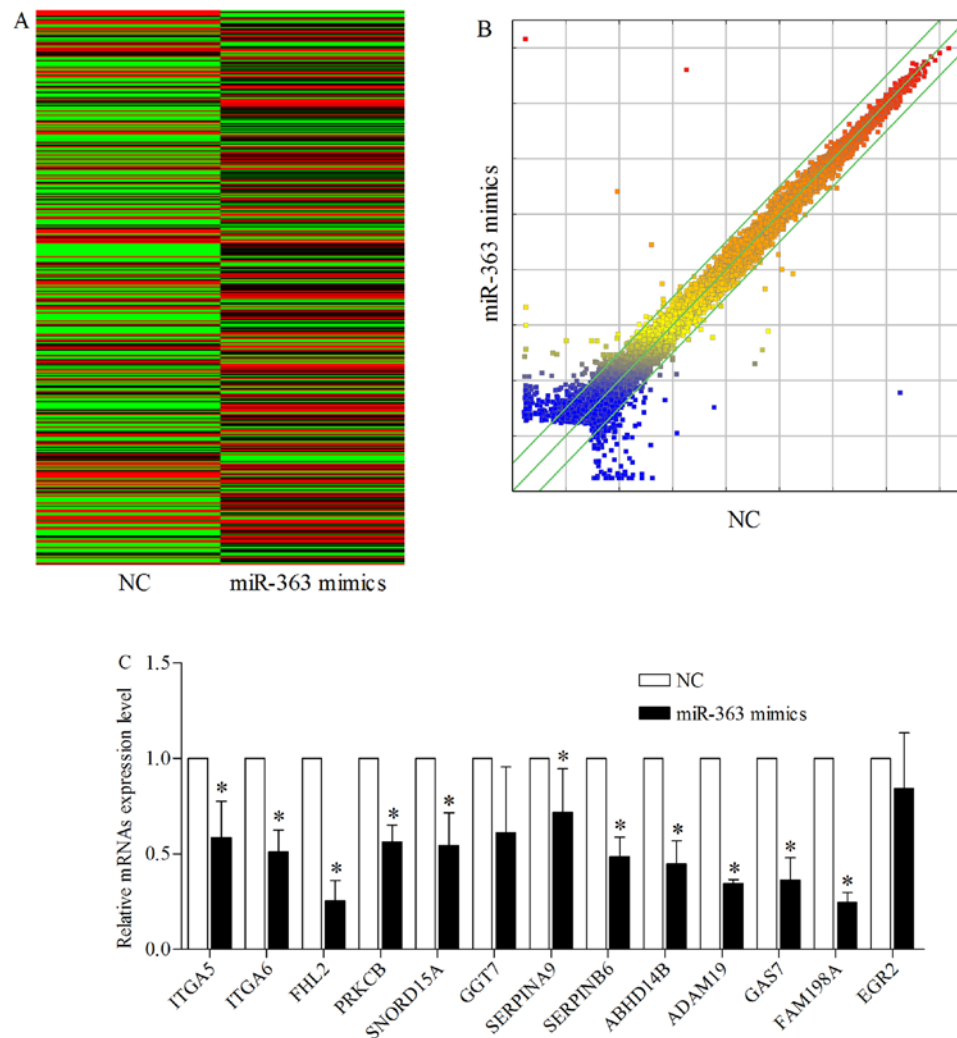 A
NC miR-363 mimics
B
miR-363 mimics
NC
C
Relative mRNAs expression level
1.5
1.0
0.5
0.0
NC
miR-363 mimics
* * * * * * * * * * *
ITGA5
ITGA6
FHL2
PRKCB
SNORD15A
GGT7
SERPINA9
SERPINB6
ABHD14B
ADAM19
GAS7
FAM198A
EGR2